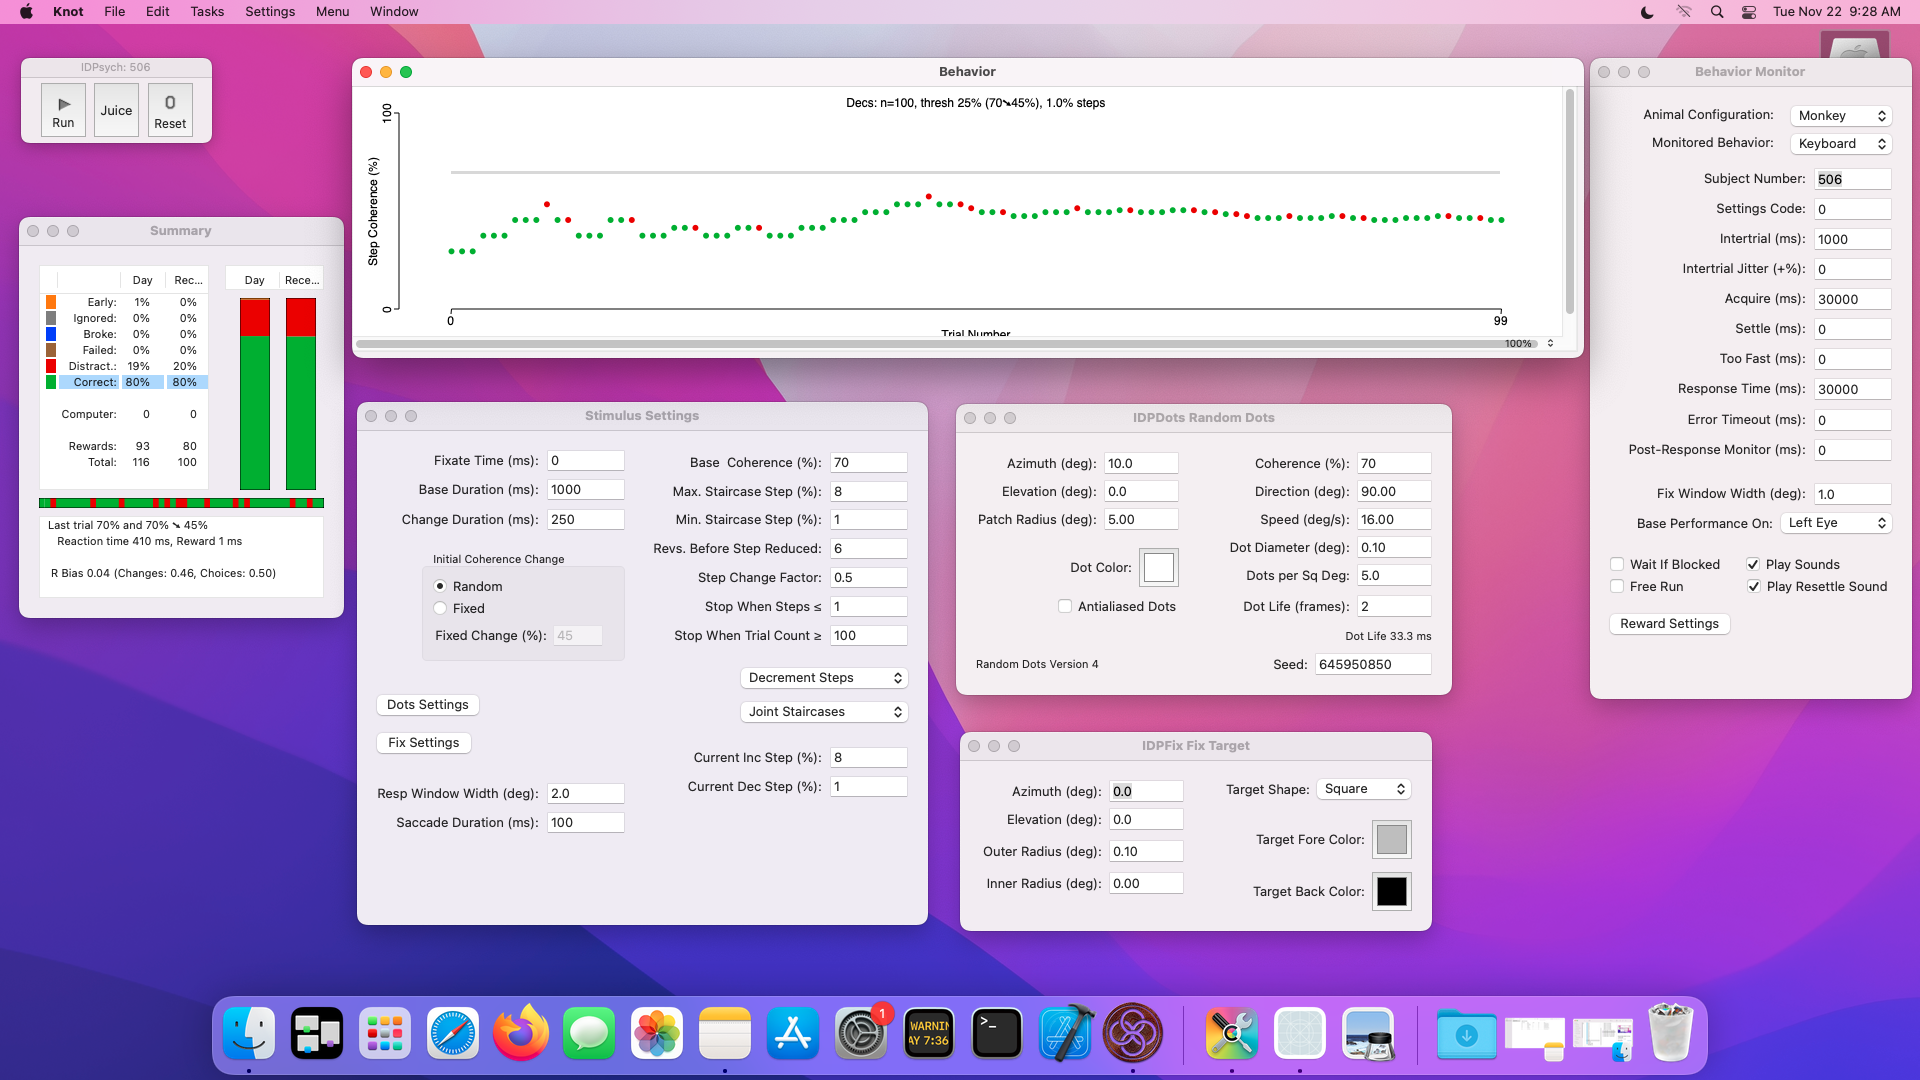 Knot File Edit Tasks Settings Menu Window
Tue Nov 22 9:28 AM
IDPsych: 506
Run
Juice
0
Reset
Summary
Day Rec...
Early: 1% 0%
Ignored: 0% 0%
Broke: 0% 0%
Failed: 0% 0%
Distract.: 19% 20%
Correct: 80% 80%
Computer: 0 0
Rewards: 93 80
Total: 116 100
Day Rece...
Last trial 70% and 70% ➘ 45%
Reaction time 410 ms, Reward 1 ms
R Bias 0.04 (Changes: 0.46, Choices: 0.50)
Behavior
Decs: n=100, thresh 25% (70➘45%), 1.0% steps
100
Step Coherence (%)
0
0
99
Trial Number
100%
Stimulus Settings
Fixate Time (ms): 0
Base Duration (ms): 1000
Change Duration (ms): 250
Initial Coherence Change
Random
Fixed
Fixed Change (%): 45
Dots Settings
Fix Settings
Resp Window Width (deg): 2.0
Saccade Duration (ms): 100
Base Coherence (%): 70
Max. Staircase Step (%): 8
Min. Staircase Step (%): 1
Revs. Before Step Reduced: 6
Step Change Factor: 0.5
Stop When Steps ≤ 1
Stop When Trial Count ≥ 100
Decrement Steps
Joint Staircases
Current Inc Step (%): 8
Current Dec Step (%): 1
IDPDots Random Dots
Azimuth (deg): 10.0
Elevation (deg): 0.0
Patch Radius (deg): 5.00
Dot Color:
Antialiased Dots
Random Dots Version 4
Coherence (%): 70
Direction (deg): 90.00
Speed (deg/s): 16.00
Dot Diameter (deg): 0.10
Dots per Sq Deg: 5.0
Dot Life (frames): 2
Dot Life 33.3 ms
Seed: 645950850
IDPFix Fix Target
Azimuth (deg): 0.0
Elevation (deg): 0.0
Outer Radius (deg): 0.10
Inner Radius (deg): 0.00
Target Shape: Square
Target Fore Color:
Target Back Color:
Behavior Monitor
Animal Configuration: Monkey
Monitored Behavior: Keyboard
Subject Number: 506
Settings Code: 0
Intertrial (ms): 1000
Intertrial Jitter (+%): 0
Acquire (ms): 30000
Settle (ms): 0
Too Fast (ms): 0
Response Time (ms): 30000
Error Timeout (ms): 0
Post-Response Monitor (ms): 0
Fix Window Width (deg): 1.0
Base Performance On: Left Eye
Wait If Blocked
Play Sounds
Free Run
Play Resettle Sound
Reward Settings
1
WARNIN
AY 7:36
>_